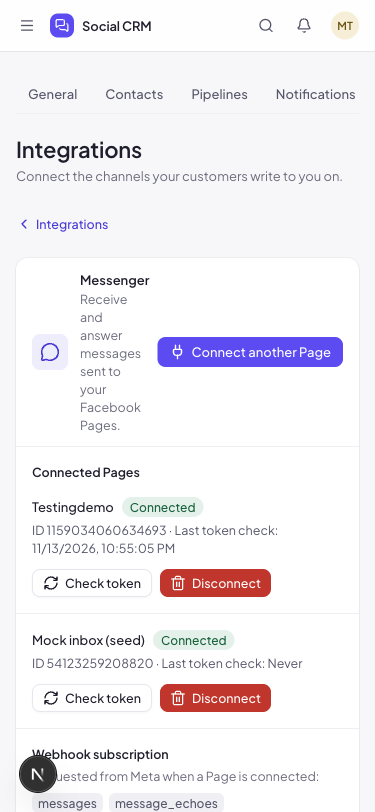 Social CRM
MT
General Contacts Pipelines Notifications
Integrations
Connect the channels your customers write to you on.
Integrations
Messenger
Receive
and
answer
messages
sent to
your
Facebook
Pages.
Connect another Page
Connected Pages
Testingdemo Connected
ID 1159034060634693 · Last token check:
11/13/2026, 10:55:05 PM
Check token Disconnect
Mock inbox (seed) Connected
ID 54123259208820 · Last token check: Never
Check token Disconnect
Webhook subscription
N
uested from Meta when a Page is connected:
messages message_echoes